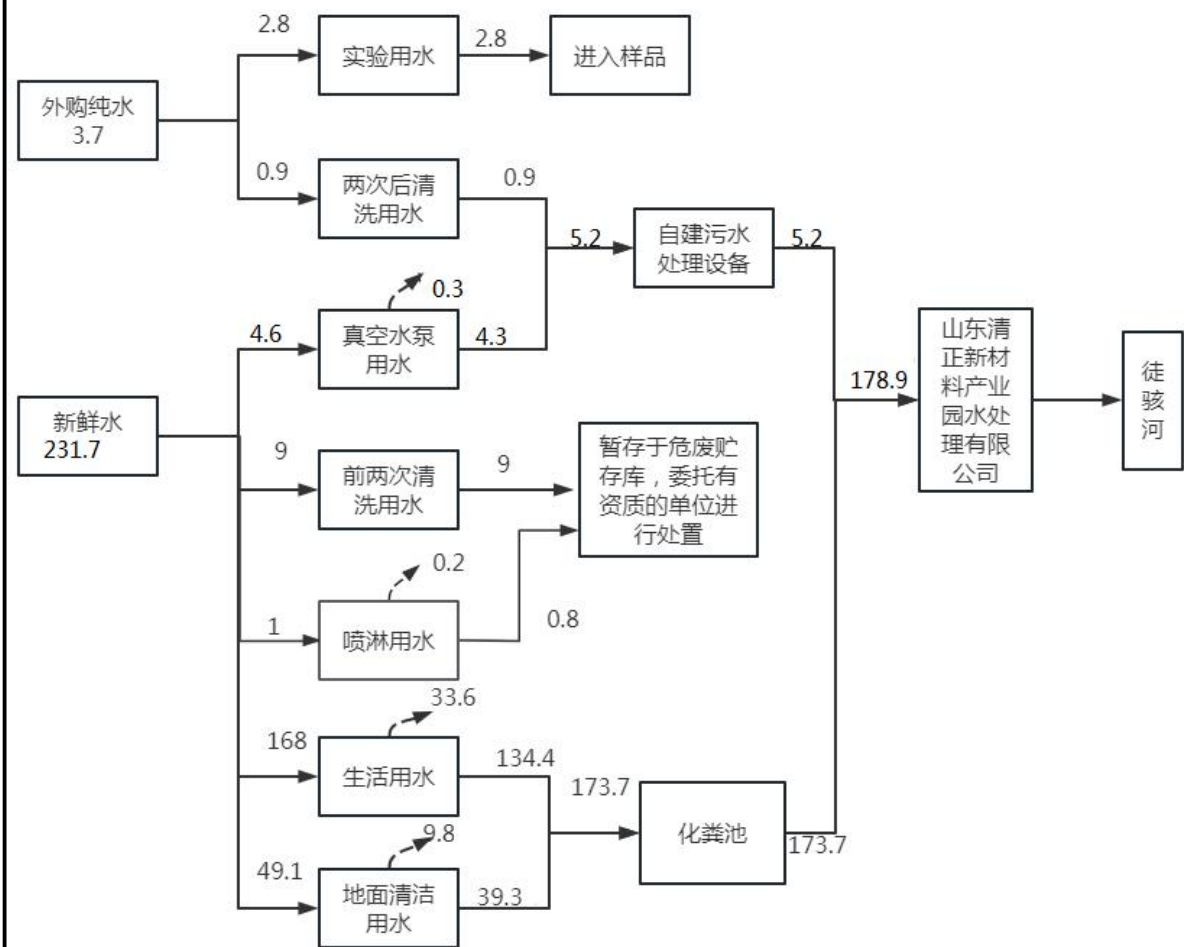 2.8
实验用水
2.8
进入样品
外购纯水
3.7
0.9
两次后清
洗用水
0.9
5.2
自建污水
处理设备
5.2
0.3
4.6
真空水泵
用水
4.3
新鲜水
231.7
178.9
山东清
正新材
料产业
园水处
理有限
公司
徒
骇
河
9
前两次清
洗用水
9
暂存于危废贮
存库，委托有
资质的单位进
行处置
0.2
1
喷淋用水
0.8
33.6
168
生活用水
134.4
173.7
化粪池
173.7
9.8
49.1
地面清洁
用水
39.3